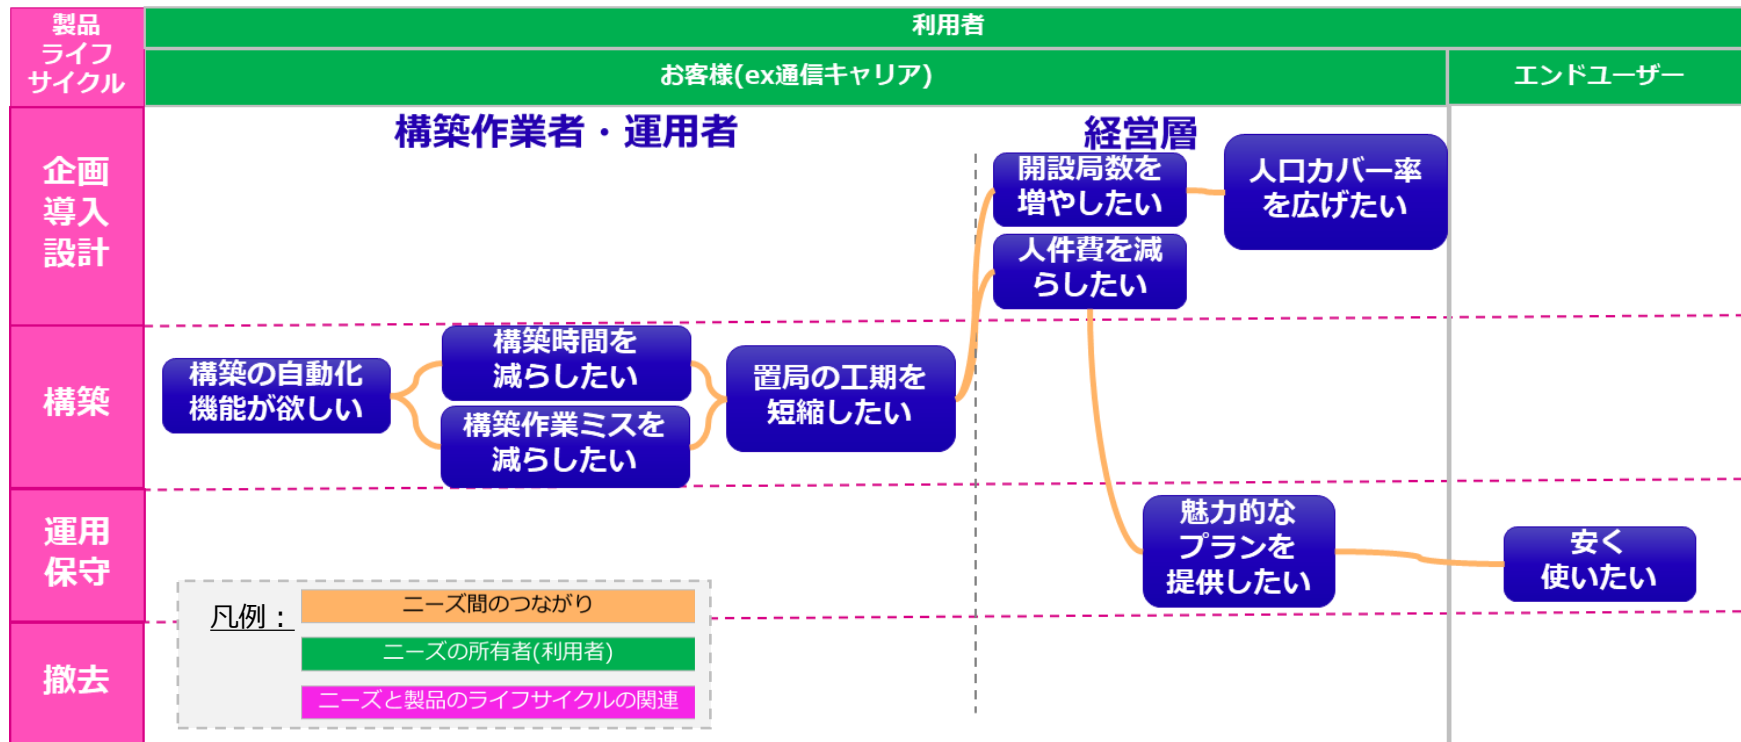 製品
ライフ
サイクル
利用者
お客様(ex通信キャリア)
エンドユーザー
企画
導入
設計
構築作業者・運用者
経営層
開設局数を
増やしたい
人口カバー率
を広げたい
人件費を減
らしたい
構築
構築の自動化
機能が欲しい
構築時間を
減らしたい
構築作業ミスを
減らしたい
置局の工期を
短縮したい
運用
保守
魅力的な
プランを
提供したい
安く
使いたい
撤去
凡例：
ニーズ間のつながり
ニーズの所有者(利用者)
ニーズと製品のライフサイクルの関連